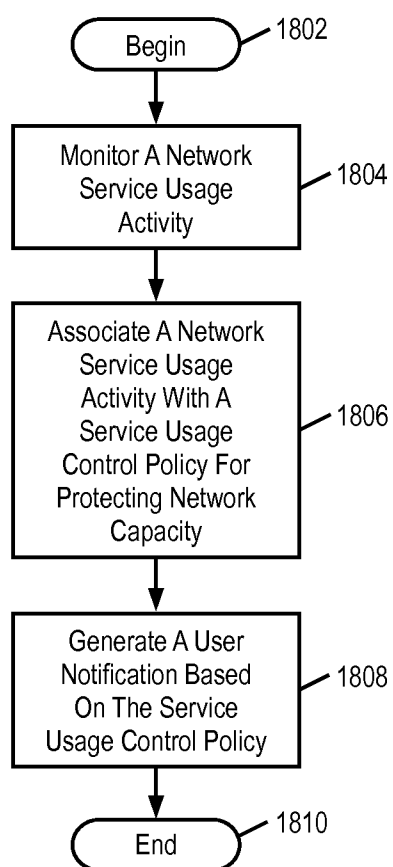 Begin
1802
Monitor A Network
Service Usage
Activity
1804
Associate A Network
Service Usage
Activity With A
Service Usage
Control Policy For
Protecting Network
Capacity
1806
Generate A User
Notification Based
On The Service
Usage Control Policy
1808
End
1810